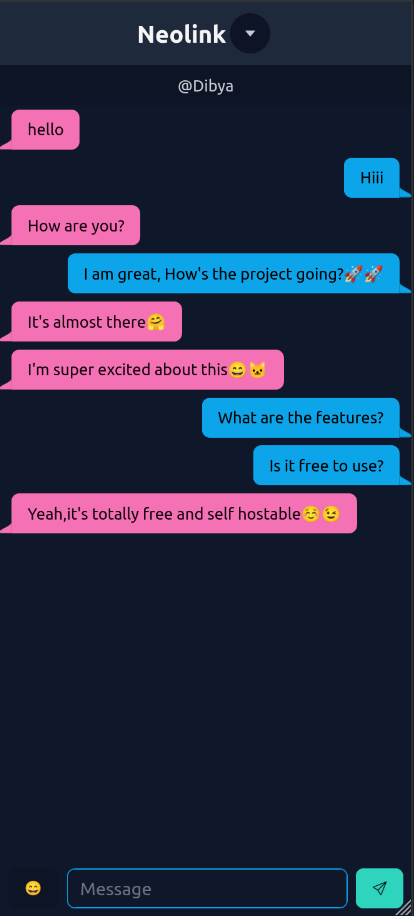 Neolink
@Dibya
hello
Hiii
How are you?
I am great, How's the project going?🚀🚀
It's almost there🤗
I'm super excited about this😄🐱
What are the features?
Is it free to use?
Yeah,it's totally free and self hostable☺️😉
Message